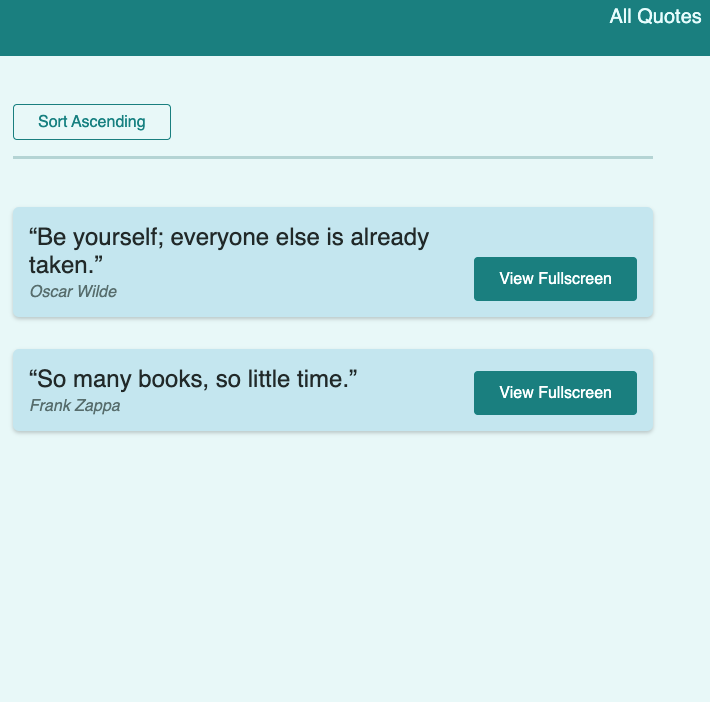 All Quotes
Sort Ascending
“Be yourself; everyone else is already
taken.”
Oscar Wilde
View Fullscreen
“So many books, so little time.”
Frank Zappa
View Fullscreen